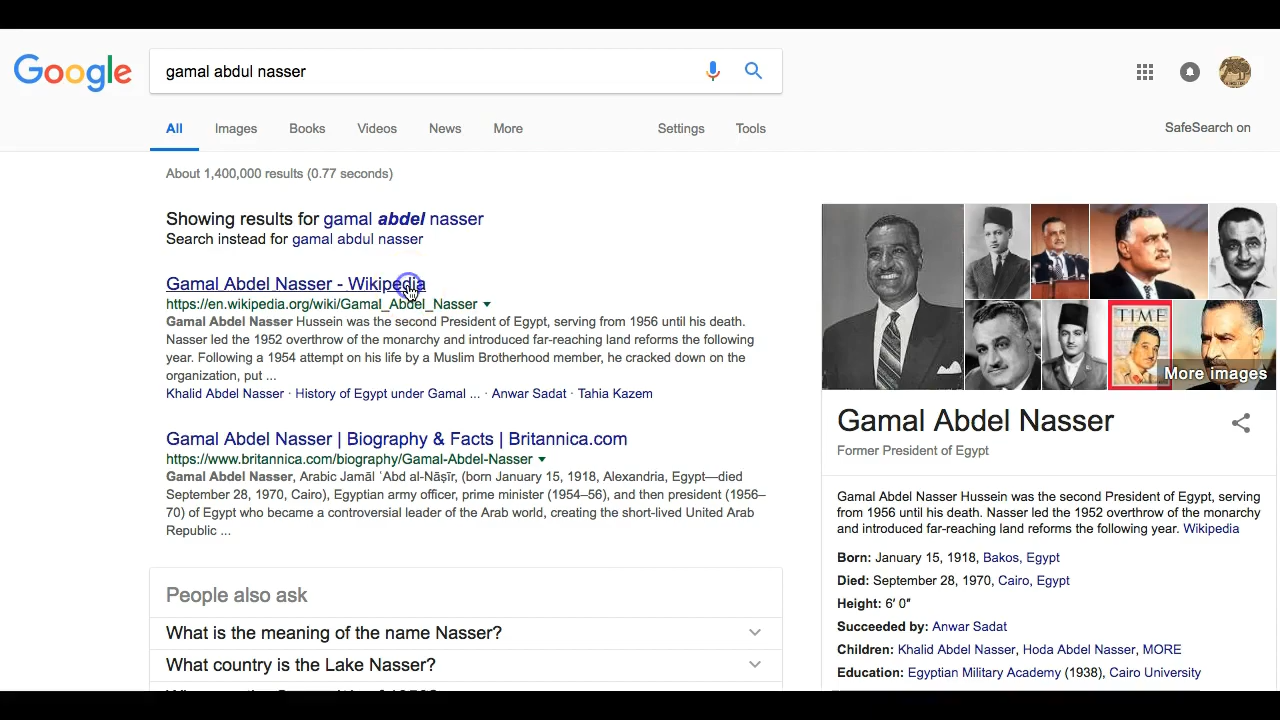 Google
gamal abdul nasser
All Images Books Videos News More Settings Tools
SafeSearch on
About 1,400,000 results (0.77 seconds)
Showing results for gamal abdel nasser
Search instead for gamal abdul nasser
Gamal Abdel Nasser - Wikipedia
https://en.wikipedia.org/wiki/Gamal_Abdel_Nasser
Gamal Abdel Nasser Hussein was the second President of Egypt, serving from 1956 until his death.
Nasser led the 1952 overthrow of the monarchy and introduced far-reaching land reforms the following
year. Following a 1954 attempt on his life by a Muslim Brotherhood member, he cracked down on the
organization, put ...
Khalid Abdel Nasser · History of Egypt under Gamal ... · Anwar Sadat · Tahia Kazem
Gamal Abdel Nasser | Biography & Facts | Britannica.com
https://www.britannica.com/biography/Gamal-Abdel-Nasser
Gamal Abdel Nasser, Arabic Jamāl ʿAbd al-Nāṣīr, (born January 15, 1918, Alexandria, Egypt—died
September 28, 1970, Cairo), Egyptian army officer, prime minister (1954–56), and then president (1956–
70) of Egypt who became a controversial leader of the Arab world, creating the short-lived United Arab
Republic ...
People also ask
What is the meaning of the name Nasser?
What country is the Lake Nasser?
TIME
More images
Gamal Abdel Nasser
Former President of Egypt
Gamal Abdel Nasser Hussein was the second President of Egypt, serving
from 1956 until his death. Nasser led the 1952 overthrow of the monarchy
and introduced far-reaching land reforms the following year. Wikipedia
Born: January 15, 1918, Bakos, Egypt
Died: September 28, 1970, Cairo, Egypt
Height: 6′ 0″
Succeeded by: Anwar Sadat
Children: Khalid Abdel Nasser, Hoda Abdel Nasser, MORE
Education: Egyptian Military Academy (1938), Cairo University